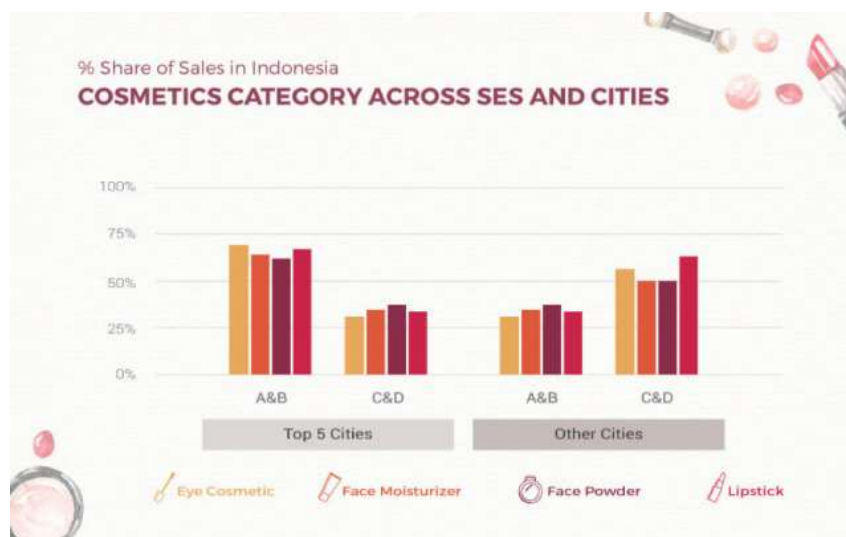 % Share of Sales in Indonesia
COSMETICS CATEGORY ACROSS SES AND CITIES
100%
75%
50%
25%
0%
A&B C&D A&B C&D
Top 5 Cities Other Cities
Eye Cosmetic Face Moisturizer Face Powder Lipstick